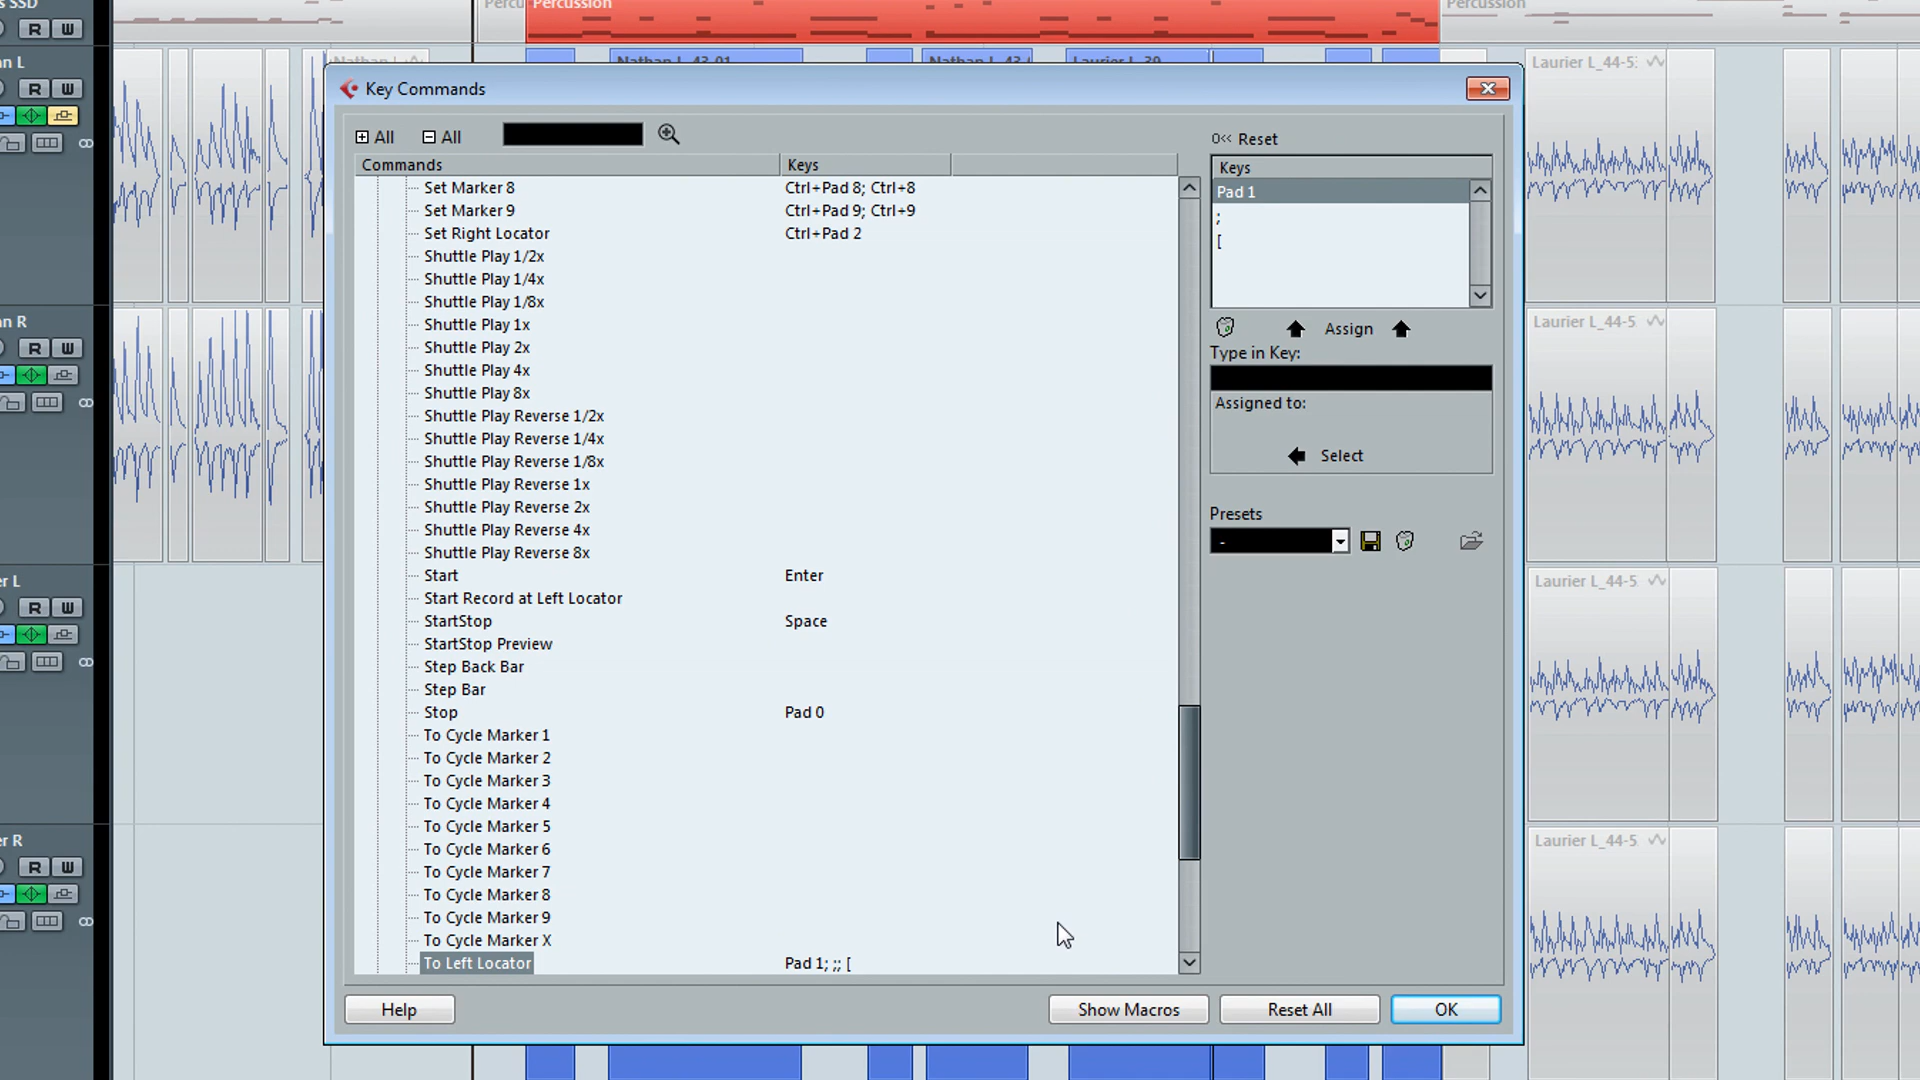 s SSD
Percu
Percussion
Percussion
R W
an L
Nathan L
Nathan L_43-01
Nathan L_43-
Laurier L_39
Laurier L_44-5
R W
Key Commands
All
All
0<< Reset
Commands
Keys
Keys
Set Marker 8
Ctrl+Pad 8; Ctrl+8
Pad 1
Set Marker 9
Ctrl+Pad 9; Ctrl+9
;
Set Right Locator
Ctrl+Pad 2
[
Shuttle Play 1/2x
Shuttle Play 1/4x
Shuttle Play 1/8x
Shuttle Play 1x
Assign
an R
Laurier L_44-5
R W
Shuttle Play 2x
Type in Key:
Shuttle Play 4x
Shuttle Play 8x
Assigned to:
Shuttle Play Reverse 1/2x
Shuttle Play Reverse 1/4x
Shuttle Play Reverse 1/8x
Select
Shuttle Play Reverse 1x
Shuttle Play Reverse 2x
Presets
Shuttle Play Reverse 4x
-
Shuttle Play Reverse 8x
Start
Enter
er L
Laurier L_44-5
R W
Start Record at Left Locator
StartStop
Space
StartStop Preview
Step Back Bar
Step Bar
Stop
Pad 0
To Cycle Marker 1
To Cycle Marker 2
To Cycle Marker 3
To Cycle Marker 4
To Cycle Marker 5
er R
Laurier L_44-5
R W
To Cycle Marker 6
To Cycle Marker 7
To Cycle Marker 8
To Cycle Marker 9
To Cycle Marker X
To Left Locator
Pad 1; ;; [
Help
Show Macros
Reset All
OK